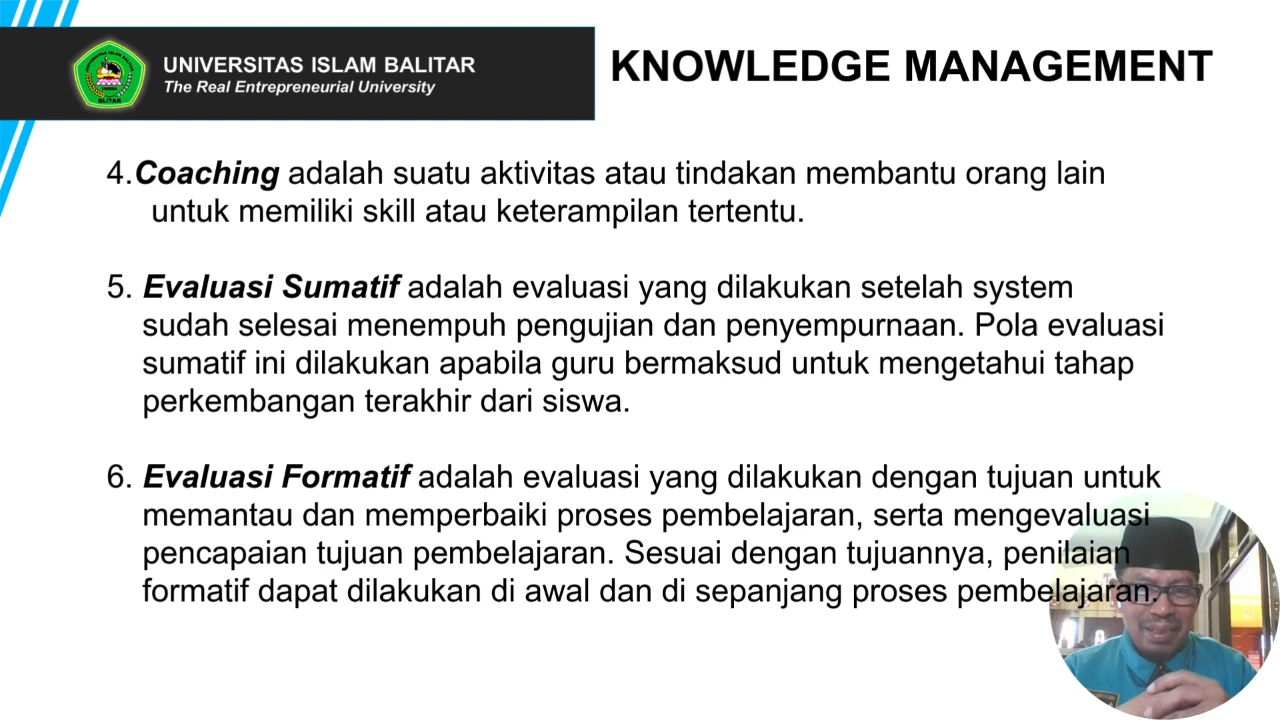 UNIVERSITAS ISLAM BALITAR
The Real Entrepreneurial University
KNOWLEDGE MANAGEMENT
4.Coaching adalah suatu aktivitas atau tindakan membantu orang lain
untuk memiliki skill atau keterampilan tertentu.
5. Evaluasi Sumatif adalah evaluasi yang dilakukan setelah system
sudah selesai menempuh pengujian dan penyempurnaan. Pola evaluasi
sumatif ini dilakukan apabila guru bermaksud untuk mengetahui tahap
perkembangan terakhir dari siswa.
6. Evaluasi Formatif adalah evaluasi yang dilakukan dengan tujuan untuk
memantau dan memperbaiki proses pembelajaran, serta mengevaluasi
pencapaian tujuan pembelajaran. Sesuai dengan tujuannya, penilaian
formatif dapat dilakukan di awal dan di sepanjang proses pembelajaran.